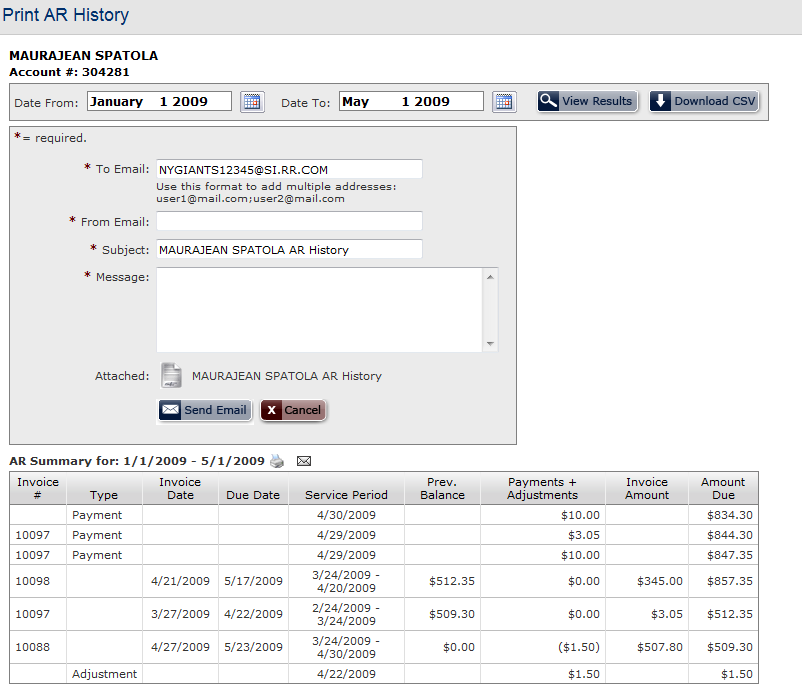 Print AR History
MAURAJEAN SPATOLA
Account #: 304281
Date From: January 1 2009 Date To: May 1 2009 View Results Download CSV
*= required.
* To Email: NYGIANTS12345@SI.RR.COM
Use this format to add multiple addresses:
user1@mail.com;user2@mail.com
* From Email:
* Subject: MAURAJEAN SPATOLA AR History
* Message:
Attached: MAURAJEAN SPATOLA AR History
Send Email X Cancel
AR Summary for: 1/1/2009 - 5/1/2009
Invoice # Type Invoice Date Due Date Service Period Prev. Balance Payments + Adjustments Invoice Amount Amount Due
Payment 4/30/2009 $10.00 $834.30
10097 Payment 4/29/2009 $3.05 $844.30
10097 Payment 4/29/2009 $10.00 $847.35
10098 4/21/2009 5/17/2009 3/24/2009 - 4/20/2009 $512.35 $0.00 $345.00 $857.35
10097 3/27/2009 4/22/2009 2/24/2009 - 3/24/2009 $509.30 $0.00 $3.05 $512.35
10088 4/27/2009 5/23/2009 3/24/2009 - 4/30/2009 $0.00 ($1.50) $507.80 $509.30
Adjustment 4/22/2009 $1.50 $1.50